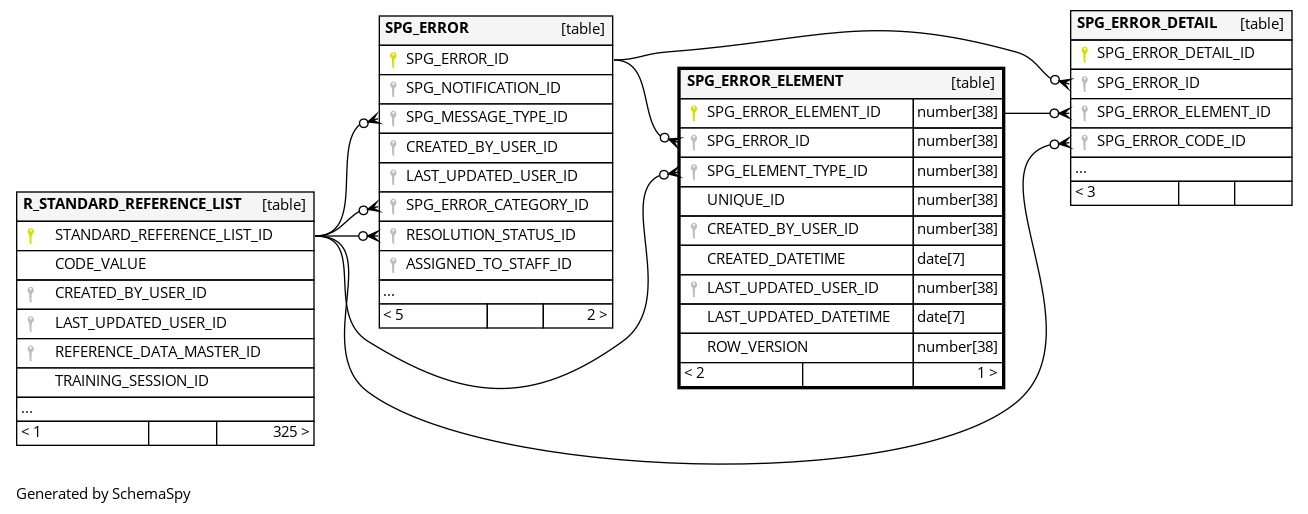 SPG_ERROR [table]
SPG_ERROR_ID
SPG_NOTIFICATION_ID
SPG_MESSAGE_TYPE_ID
CREATED_BY_USER_ID
LAST_UPDATED_USER_ID
SPG_ERROR_CATEGORY_ID
RESOLUTION_STATUS_ID
ASSIGNED_TO_STAFF_ID
...
< 5 2 >
SPG_ERROR_DETAIL [table]
SPG_ERROR_DETAIL_ID
SPG_ERROR_ID
SPG_ERROR_ELEMENT_ID
SPG_ERROR_CODE_ID
...
< 3
SPG_ERROR_ELEMENT [table]
SPG_ERROR_ELEMENT_ID number[38]
SPG_ERROR_ID number[38]
SPG_ELEMENT_TYPE_ID number[38]
UNIQUE_ID number[38]
CREATED_BY_USER_ID number[38]
CREATED_DATETIME date[7]
LAST_UPDATED_USER_ID number[38]
LAST_UPDATED_DATETIME date[7]
ROW_VERSION number[38]
< 2 1 >
R_STANDARD_REFERENCE_LIST [table]
STANDARD_REFERENCE_LIST_ID
CODE_VALUE
CREATED_BY_USER_ID
LAST_UPDATED_USER_ID
REFERENCE_DATA_MASTER_ID
TRAINING_SESSION_ID
...
< 1 325 >
Generated by SchemaSpy